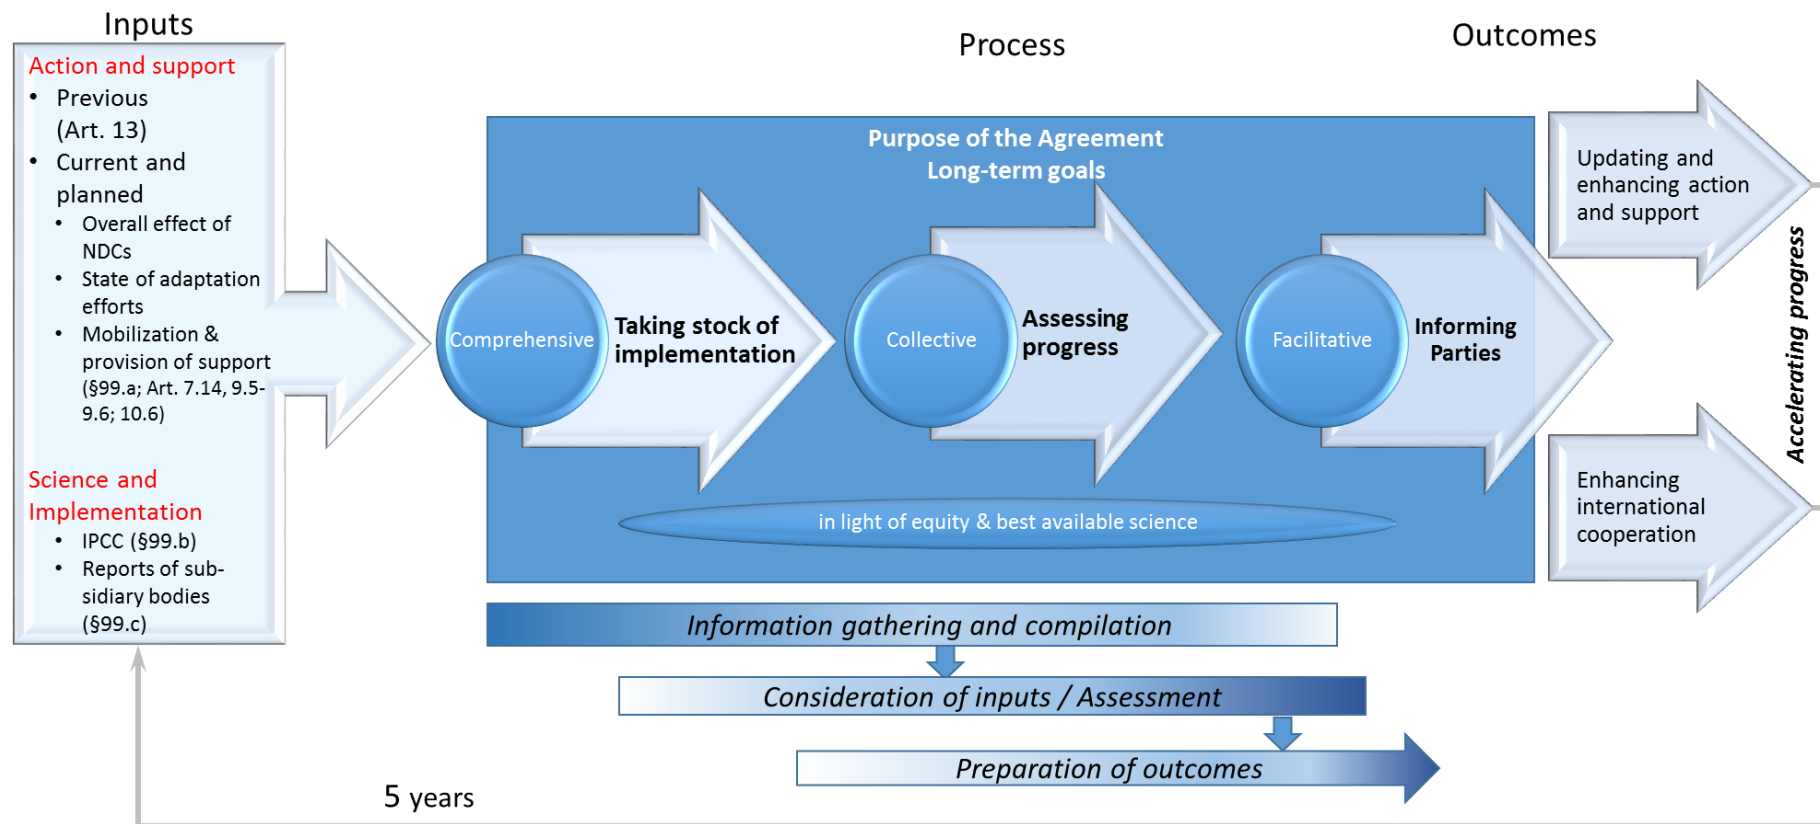 Inputs
Action and support
• Previous
(Art. 13)
• Current and
planned
• Overall effect of
NDCs
• State of adaptation
efforts
• Mobilization &
provision of support
(§99.a; Art. 7.14, 9.5-
9.6; 10.6)
Science and
Implementation
• IPCC (§99.b)
• Reports of sub-
sidiary bodies
(§99.c)
Process
Purpose of the Agreement
Long-term goals
Comprehensive
Taking stock of
implementation
Collective
Assessing
progress
Facilitative
Informing
Parties
in light of equity & best available science
Information gathering and compilation
Consideration of inputs / Assessment
Preparation of outcomes
Outcomes
Updating and
enhancing action
and support
Enhancing
international
cooperation
Accelerating progress
5 years